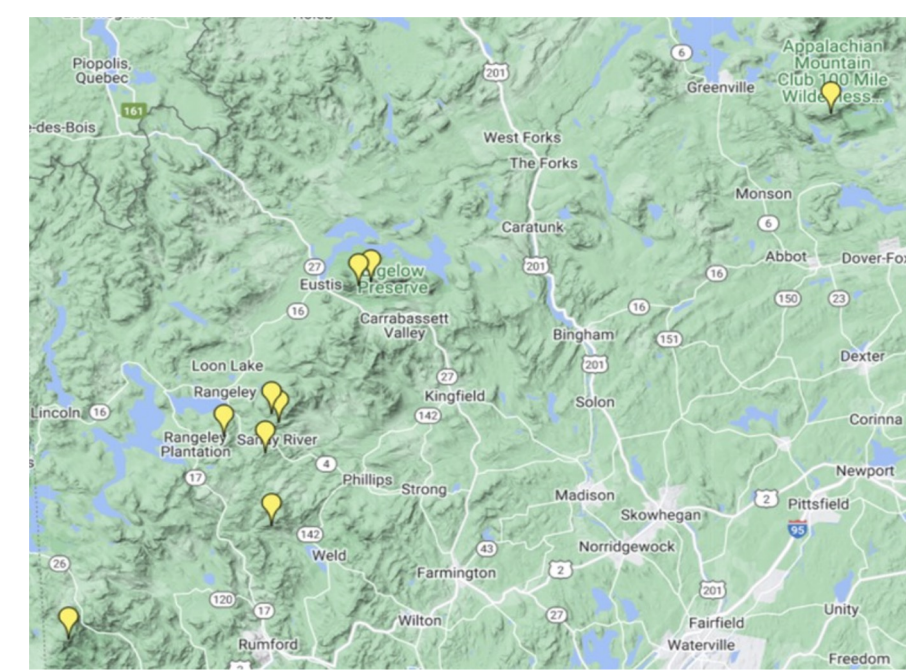 Piopolis,
Quebec
161
e-des-Bois
201
6
Greenville
Appalachian
Mountain
Club 100 Mile
Wilderness...
West Forks
The Forks
Monson
6
Caratunk
201
27
Eustis
16
Preserve
Abbot
Dover-Fo
16
150
23
Carrabassett
Valley
16
Bingham
151
201
Dexter
Loon Lake
Rangeley
27
Kingfield
142
Solon
Lincoln
16
Corinna
Rangeley
Plantation
Sandy River
4
17
Phillips
Strong
Newport
Madison
2
Pittsfield
Skowhegan
95
142
Weld
43
Norridgewock
26
Farmington
2
120
17
201
27
Unity
Wilton
Fairfield
Rumford
Waterville
Freedom
2